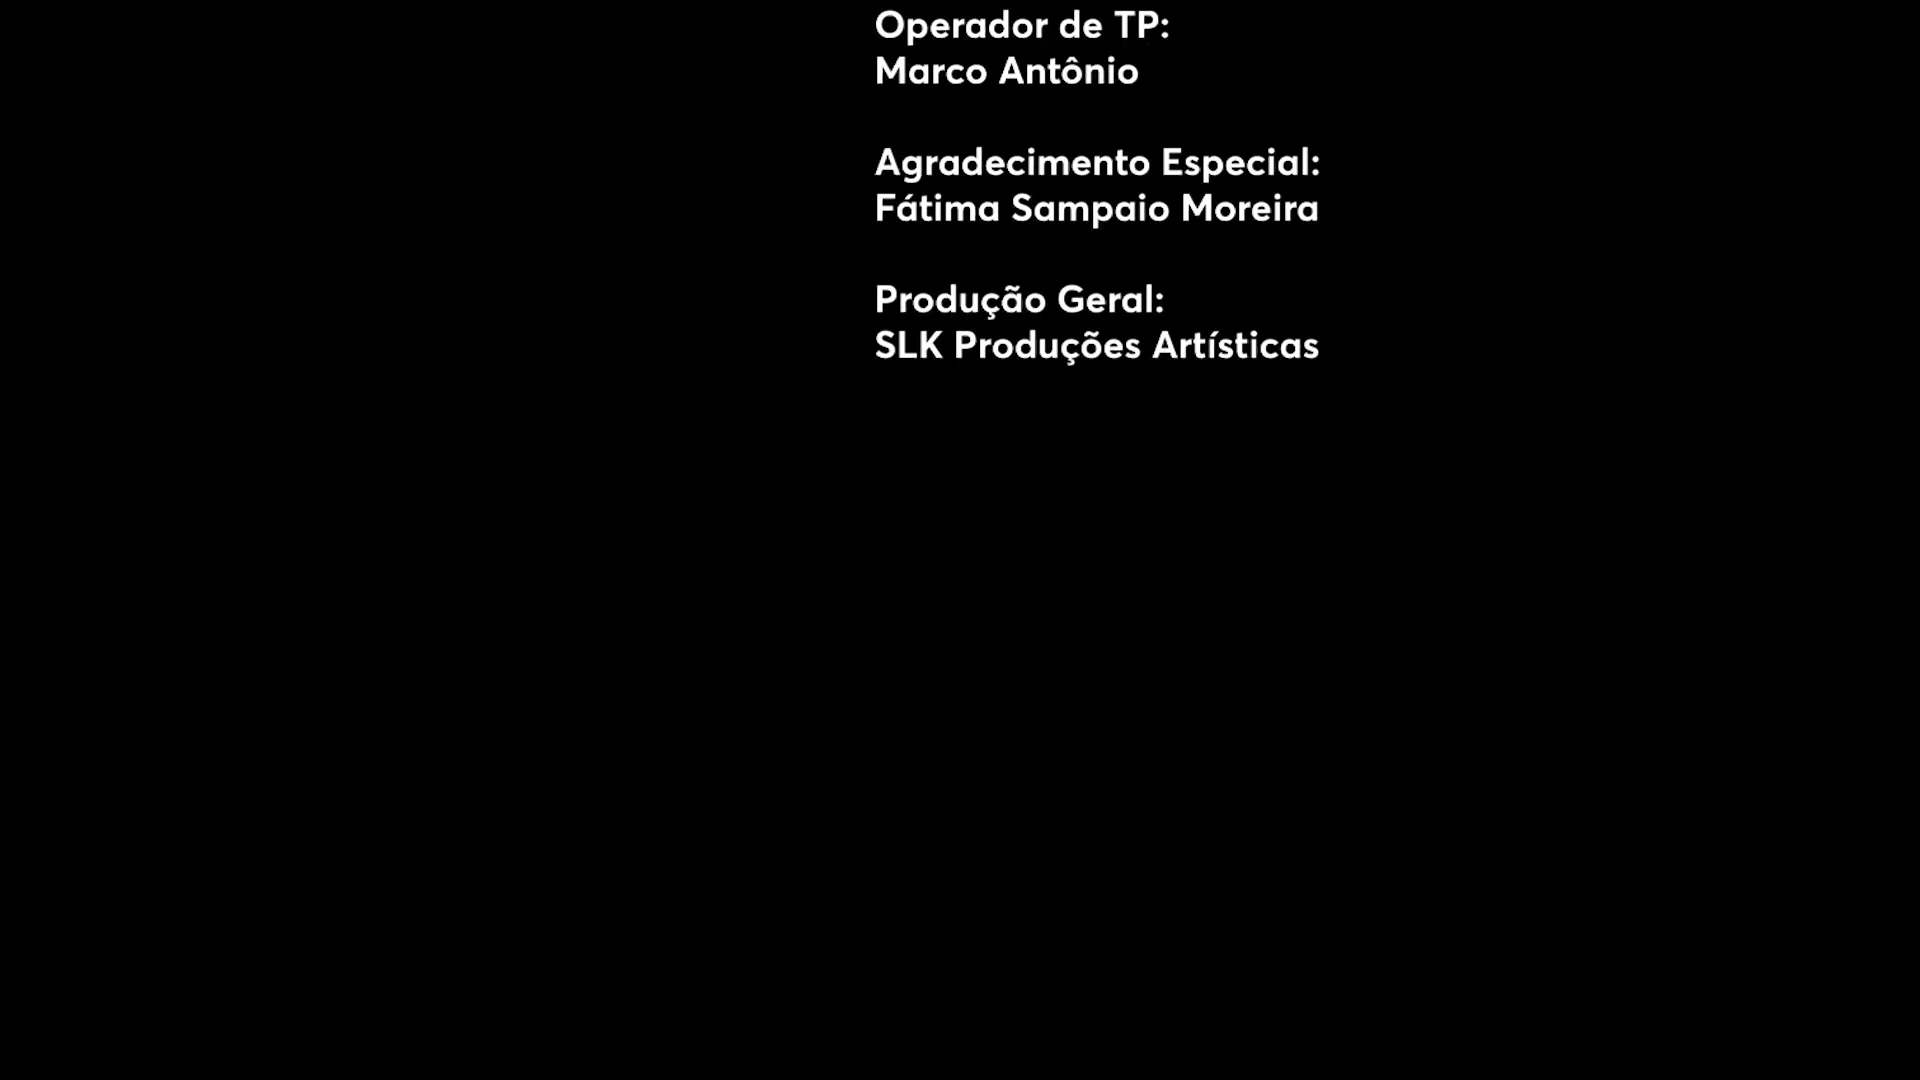 Operador de TP:
Marco Antônio
Agradecimento Especial:
Fátima Sampaio Moreira
Produção Geral:
SLK Produções Artísticas